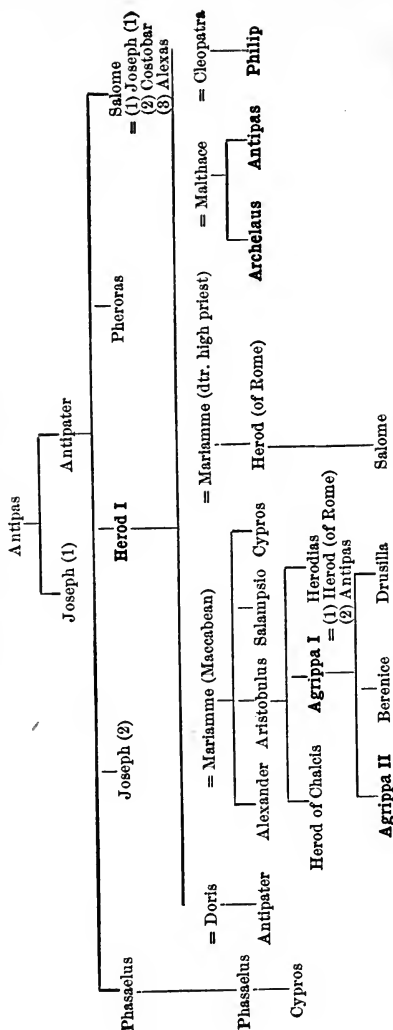 Antipas
Joseph (1) Antipater
Phasaelus Joseph (2) Herod I Pheroras Salome
= (1) Joseph (1)
(2) Costobar
(3) Alexas
= Doris = Mariamme (Maccabean) = Mariamme (dtr. high priest) = Malthace = Cleopatra
Phasaelus Antipater Alexander Aristobulus Salampsio Cypros Herod (of Rome) Archelaus Antipas Philip
Cypros Herod of Chalcis Agrippa I Herodias
= (1) Herod (of Rome)
(2) Antipas
Agrippa II Berenice Drusilla Salome